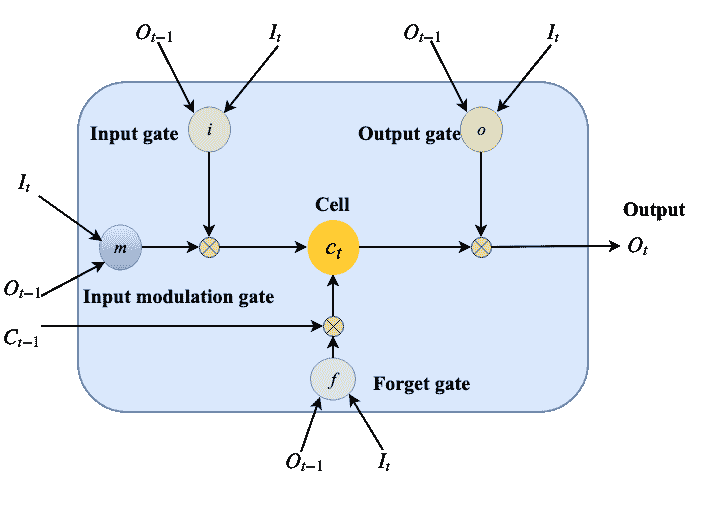 O_{t−1} I_t O_{t−1} I_t
Input gate i Output gate o
I_t
Cell
Output
m c_t O_t
O_{t−1}
Input modulation gate
C_{t−1}
f Forget gate
O_{t−1} I_t